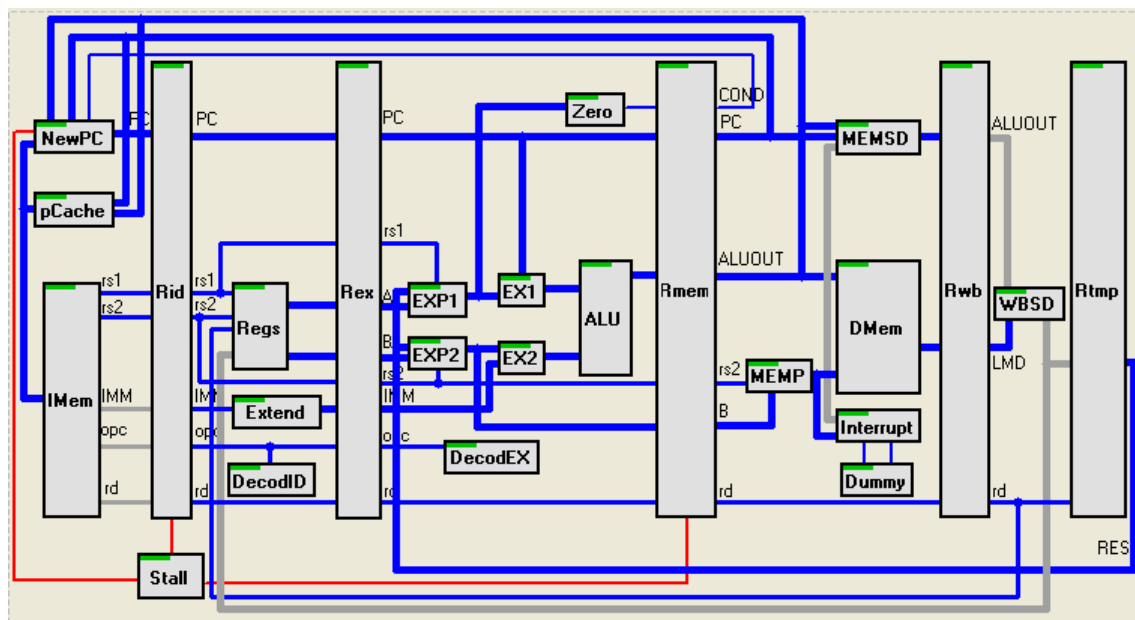 COND
Zero
NewPC
PC
PC
PC
PC
MEMSD
ALUOUT
pCache
rs1
rs1
rs1
ALUOUT
rs2
rs2
Rid
Regs
Rex
A
EXP1
EX1
ALU
Rmem
DMem
Rwb
WBSD
Rtmp
B
EXP2
EX2
rs2
rs2
MEMP
LMD
IMem
IMM
IMM
Extend
IMM
B
Interrupt
opc
opc
opc
DecodID
DecodEX
Dummy
rd
rd
rd
rd
rd
Stall
RES